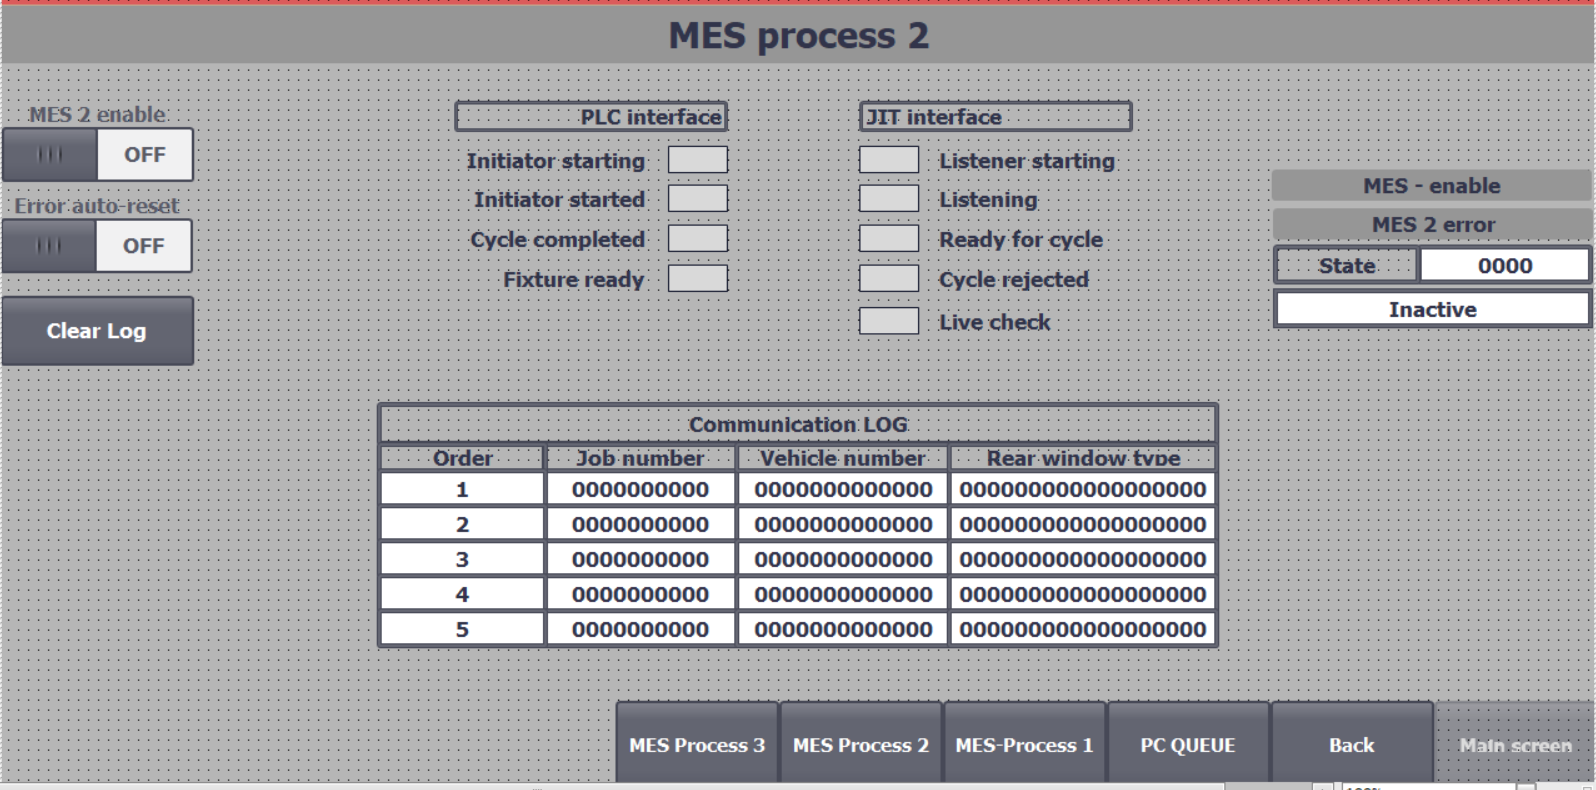 MES process 2
MES 2 enable
OFF
Error auto-reset
OFF
Clear Log
PLC interface
Initiator starting
Initiator started
Cycle completed
Fixture ready
JIT interface
Listener starting
Listening
Ready for cycle
Cycle rejected
Live check
MES - enable
MES 2 error
State 0000
Inactive
Communication LOG
Order Job number Vehicle number Rear window type
1 0000000000 0000000000000 000000000000000000
2 0000000000 0000000000000 000000000000000000
3 0000000000 0000000000000 000000000000000000
4 0000000000 0000000000000 000000000000000000
5 0000000000 0000000000000 000000000000000000
MES Process 3 MES Process 2 MES-Process 1 PC QUEUE Back Main screen